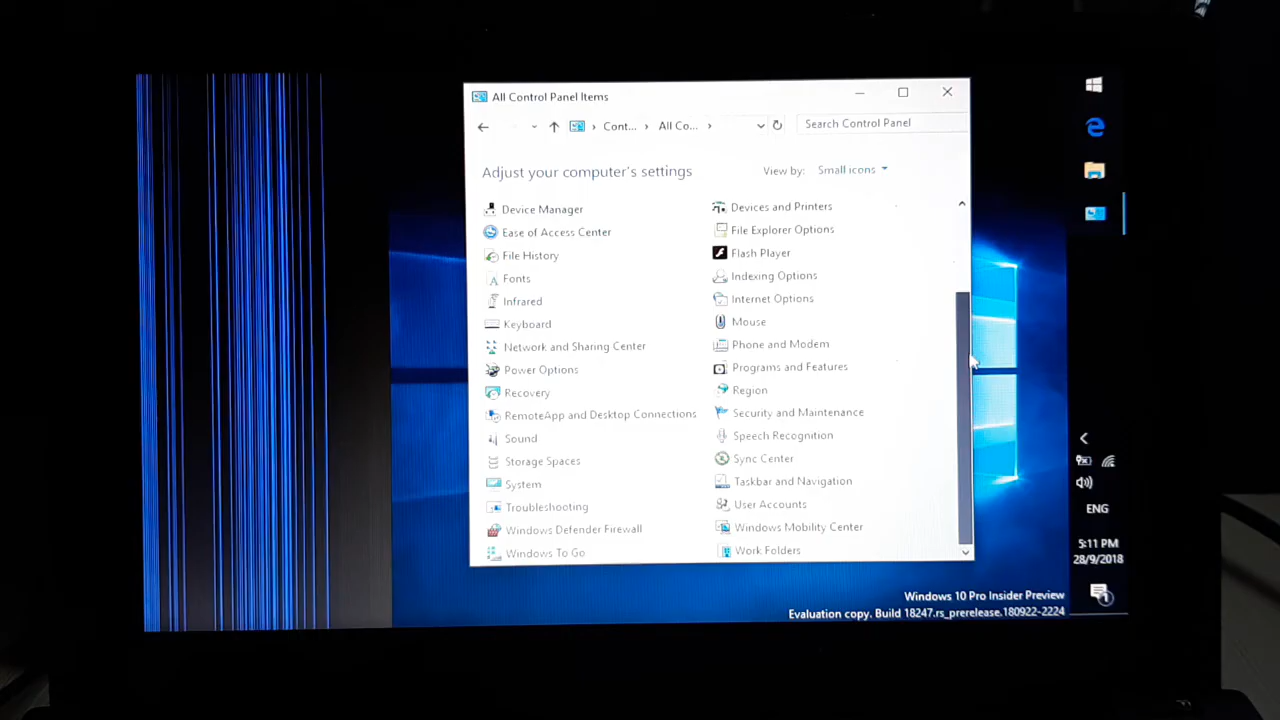 All Control Panel Items
Cont... All Co...
Search Control Panel
Adjust your computer's settings
View by: Small icons
Device Manager
Devices and Printers
Ease of Access Center
File Explorer Options
File History
Flash Player
Fonts
Indexing Options
Infrared
Internet Options
Keyboard
Mouse
Network and Sharing Center
Phone and Modem
Power Options
Programs and Features
Recovery
Region
RemoteApp and Desktop Connections
Security and Maintenance
Sound
Speech Recognition
Storage Spaces
Sync Center
System
Taskbar and Navigation
Troubleshooting
User Accounts
Windows Defender Firewall
Windows Mobility Center
Windows To Go
Work Folders
ENG
5:11 PM
28/9/2018
1
Windows 10 Pro Insider Preview
Evaluation copy. Build 18247.rs_prerelease.180922-2224